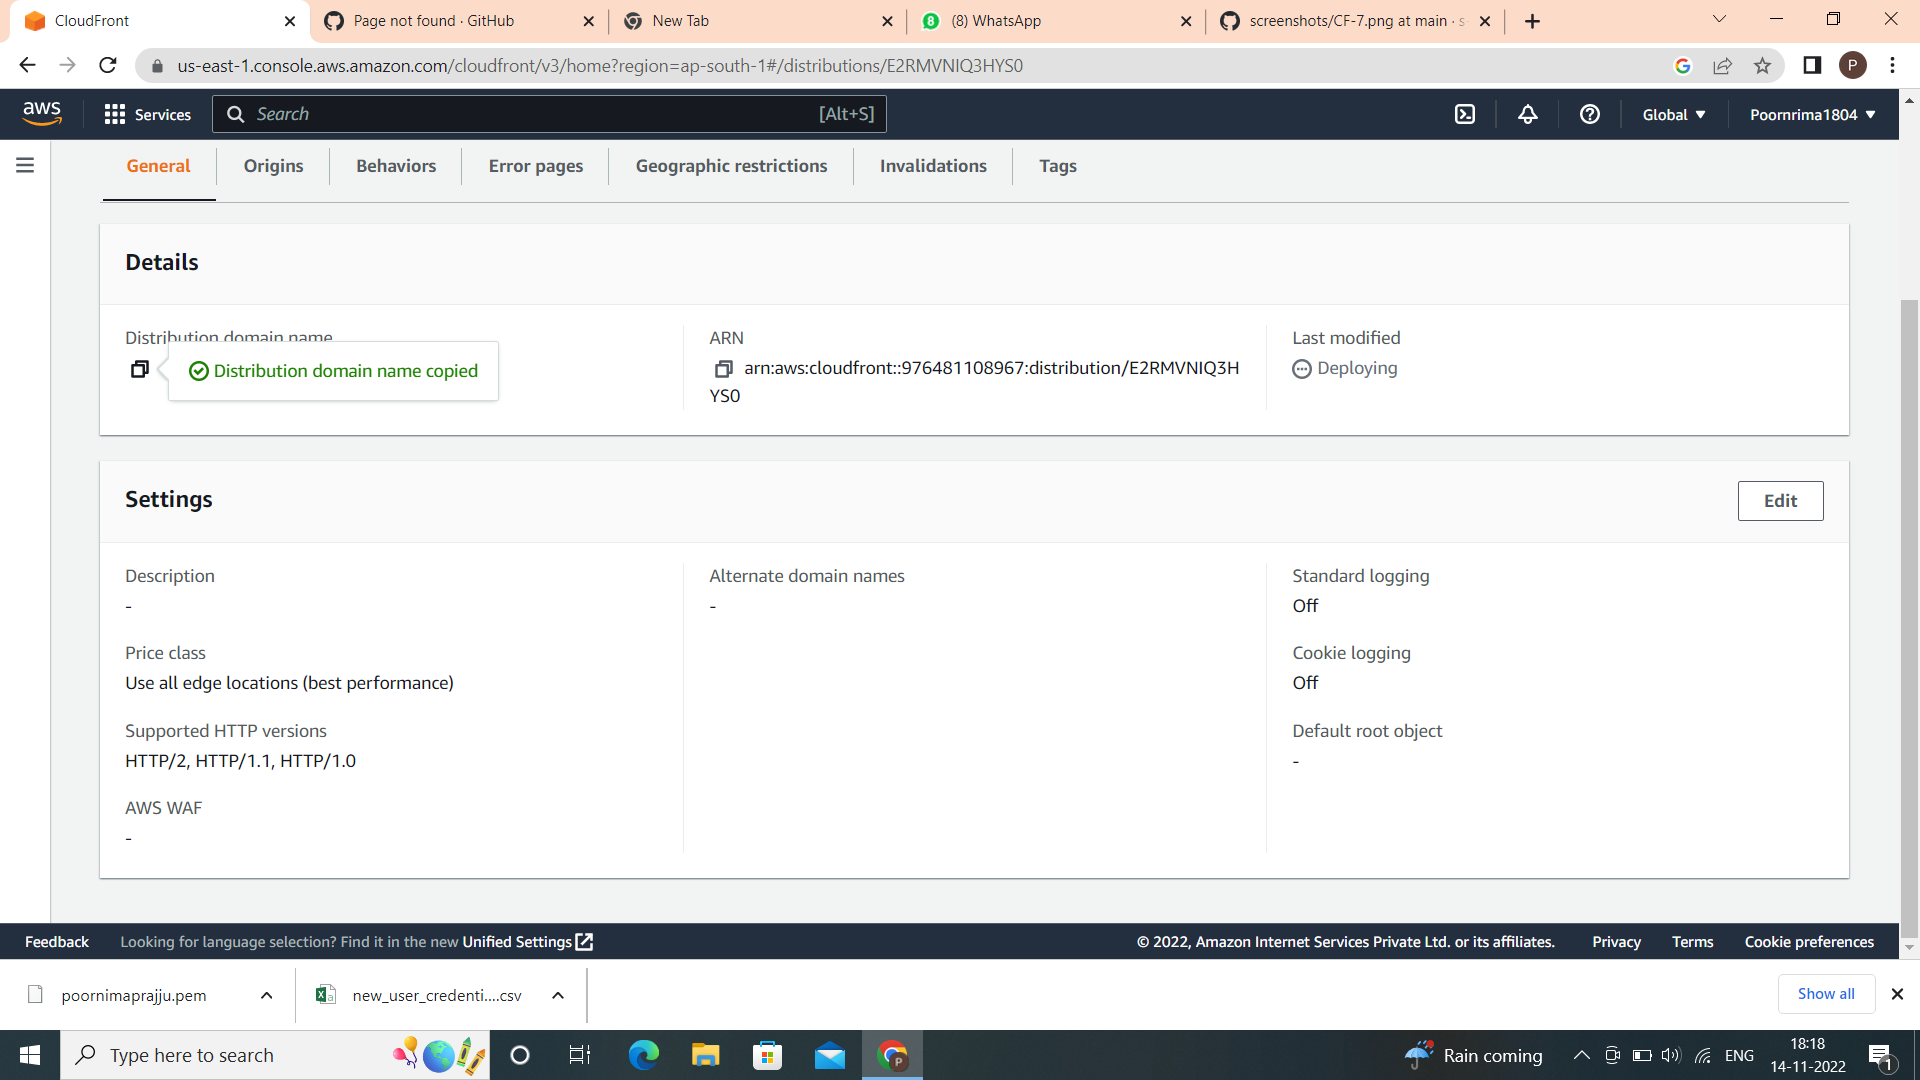 CloudFront
Page not found · GitHub
New Tab
8 (8) WhatsApp
screenshots/CF-7.png at main · s
us-east-1.console.aws.amazon.com/cloudfront/v3/home?region=ap-south-1#/distributions/E2RMVNIQ3HYS0
P
aws Services Search [Alt+S] Global Poornrima1804
General Origins Behaviors Error pages Geographic restrictions Invalidations Tags
Details
Distribution domain name
Distribution domain name copied
ARN
arn:aws:cloudfront::976481108967:distribution/E2RMVNIQ3H
YS0
Last modified
Deploying
Settings
Edit
Description
-
Price class
Use all edge locations (best performance)
Supported HTTP versions
HTTP/2, HTTP/1.1, HTTP/1.0
AWS WAF
-
Alternate domain names
-
Standard logging
Off
Cookie logging
Off
Default root object
-
Feedback Looking for language selection? Find it in the new Unified Settings © 2022, Amazon Internet Services Private Ltd. or its affiliates. Privacy Terms Cookie preferences
poornimaprajju.pem new_user_credenti....csv Show all
Type here to search P Rain coming ENG 18:18
14-11-2022 1